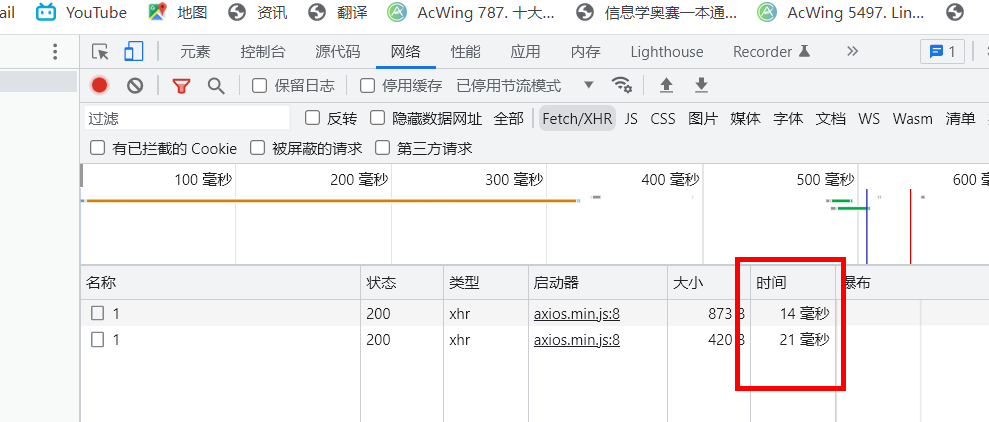 ail YouTube 地图 资讯 翻译 AcWing 787. 十大... 信息学奥赛一本通... AcWing 5497. Lin...
元素 控制台 源代码 网络 性能 应用 内存 Lighthouse Recorder 1
保留日志 停用缓存 已停用节流模式
过滤 反转 隐藏数据网址 全部 Fetch/XHR JS CSS 图片 媒体 字体 文档 WS Wasm 清单
有已拦截的 Cookie 被屏蔽的请求 第三方请求
100 毫秒 200 毫秒 300 毫秒 400 毫秒 500 毫秒 600 毫
名称 状态 类型 启动器 大小 时间 瀑布
1 200 xhr axios.min.js:8 873 B 14 毫秒
1 200 xhr axios.min.js:8 420 B 21 毫秒